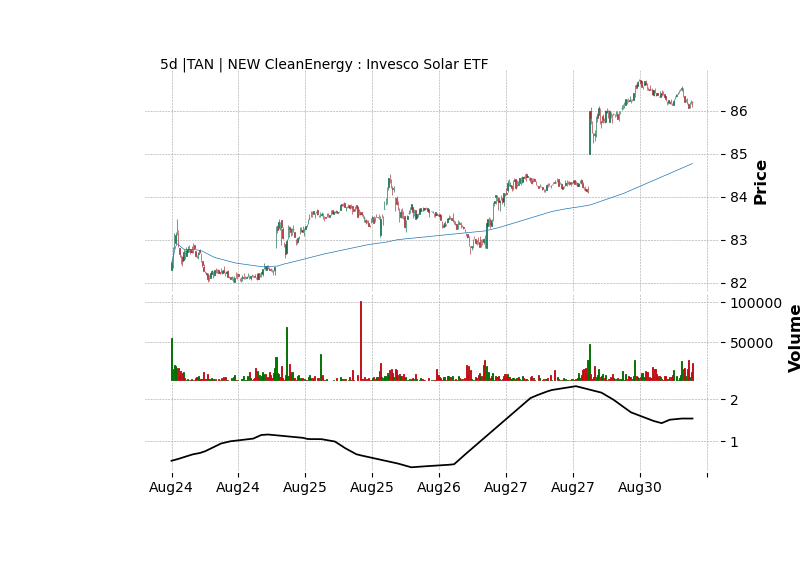 5d |TAN | NEW CleanEnergy : Invesco Solar ETF
86
85
84
83
82
Price
100000
50000
Volume
2
1
Aug24 Aug24 Aug25 Aug25 Aug26 Aug27 Aug27 Aug30